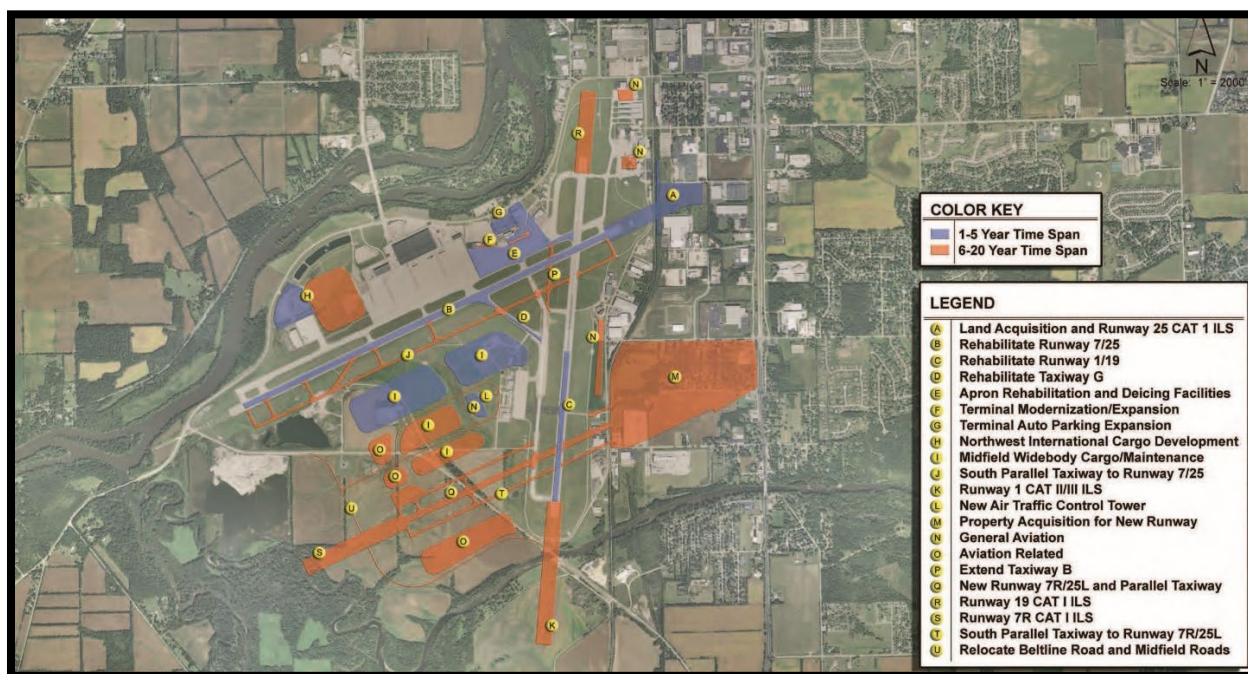 N
Scale: 1" = 2000'
N
R
N
A
G
F
E
P
H
B
D
N
J
I
M
I
L
N
C
I
O
I
O
Q
T
U
O
S
K
COLOR KEY
1-5 Year Time Span
6-20 Year Time Span
LEGEND
A Land Acquisition and Runway 25 CAT 1 ILS
B Rehabilitate Runway 7/25
C Rehabilitate Runway 1/19
D Rehabilitate Taxiway G
E Apron Rehabilitation and Deicing Facilities
F Terminal Modernization/Expansion
G Terminal Auto Parking Expansion
H Northwest International Cargo Development
I Midfield Widebody Cargo/Maintenance
J South Parallel Taxiway to Runway 7/25
K Runway 1 CAT II/III ILS
L New Air Traffic Control Tower
M Property Acquisition for New Runway
N General Aviation
O Aviation Related
P Extend Taxiway B
Q New Runway 7R/25L and Parallel Taxiway
R Runway 19 CAT I ILS
S Runway 7R CAT I ILS
T South Parallel Taxiway to Runway 7R/25L
U Relocate Beltline Road and Midfield Roads